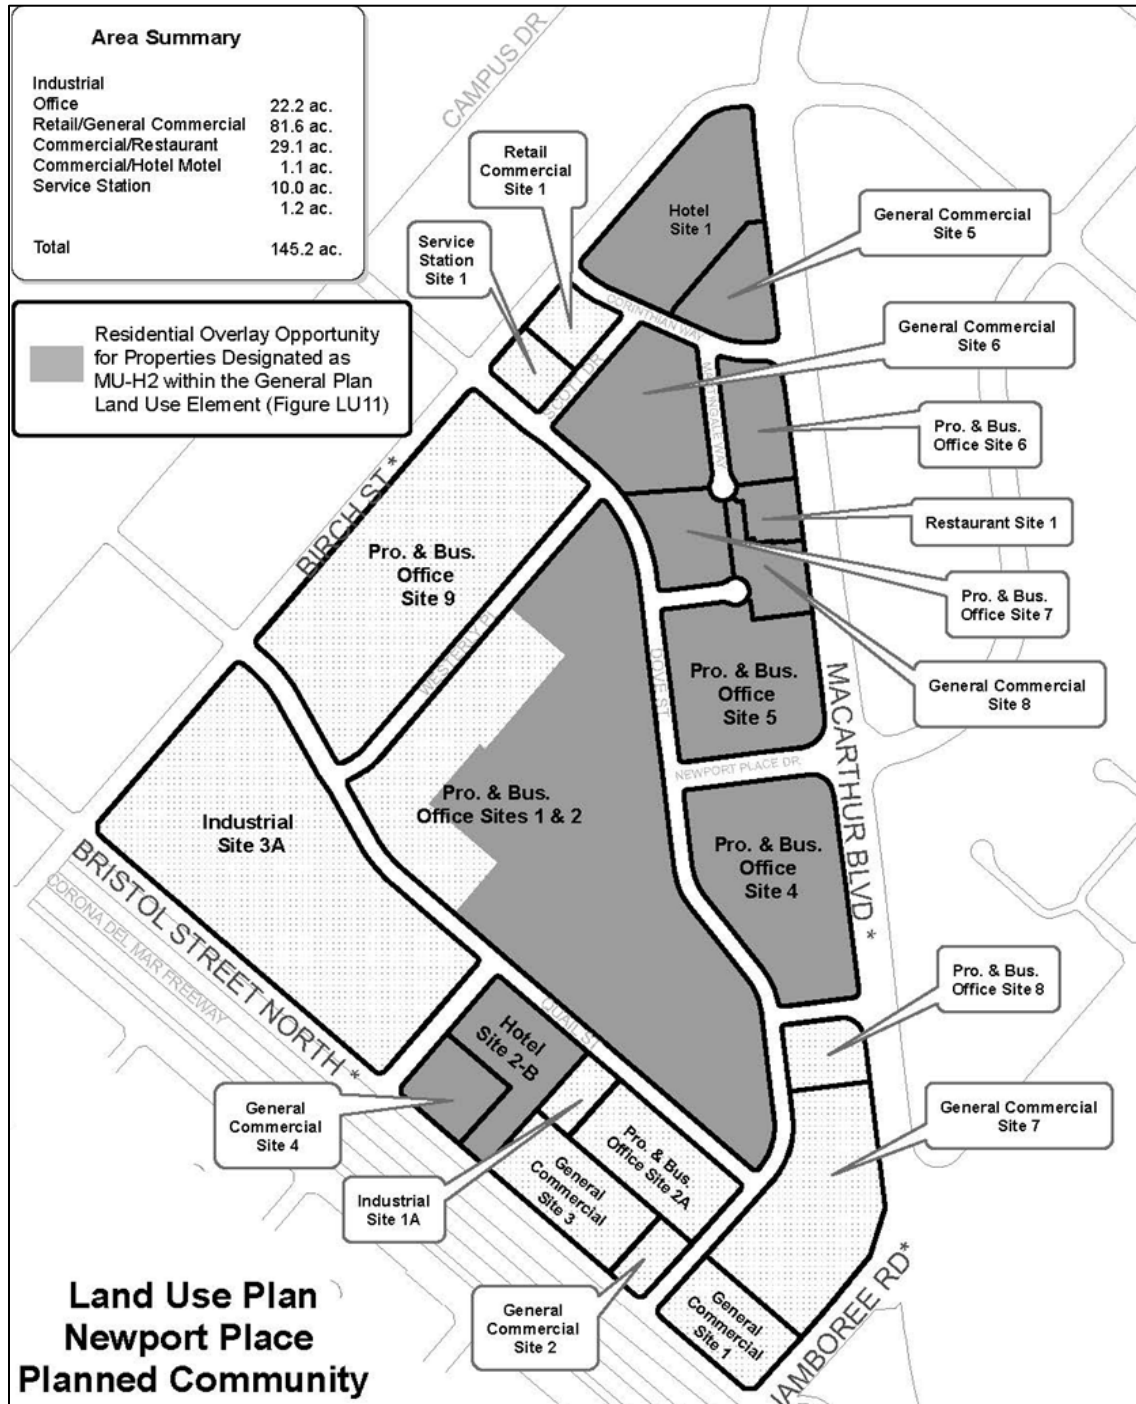 Area Summary
Industrial
Office 22.2 ac.
Retail/General Commercial 81.6 ac.
Commercial/Restaurant 29.1 ac.
Commercial/Hotel Motel 1.1 ac.
Service Station 10.0 ac.
1.2 ac.
Total 145.2 ac.
Residential Overlay Opportunity
for Properties Designated as
MU-H2 within the General Plan
Land Use Element (Figure LU11)
CAMPUS DR
Retail
Commercial
Site 1
Service
Station
Site 1
Hotel
Site 1
General Commercial
Site 5
CORINTHIAN WAY
General Commercial
Site 6
MARTINGALE WAY
SCOTT DR
Pro. & Bus.
Office Site 6
Restaurant Site 1
Pro. & Bus.
Office Site 7
General Commercial
Site 8
BIRCH ST *
Pro. & Bus.
Office
Site 9
WESTERLY PL
DOVE ST
Pro. & Bus.
Office
Site 5
MACARTHUR BLVD *
NEWPORT PLACE DR.
Industrial
Site 3A
Pro. & Bus.
Office Sites 1 & 2
Pro. & Bus.
Office
Site 4
BRISTOL STREET NORTH *
CORONA DEL MAR FREEWAY
Pro. & Bus.
Office Site 8
QUAIL ST
Hotel
Site 2-B
General
Commercial
Site 4
General Commercial
Site 7
Industrial
Site 1A
Pro. & Bus.
Office Site 2A
General
Commercial
Site 3
General
Commercial
Site 2
General
Commercial
Site 1
JAMBOREE RD*
Land Use Plan
Newport Place
Planned Community